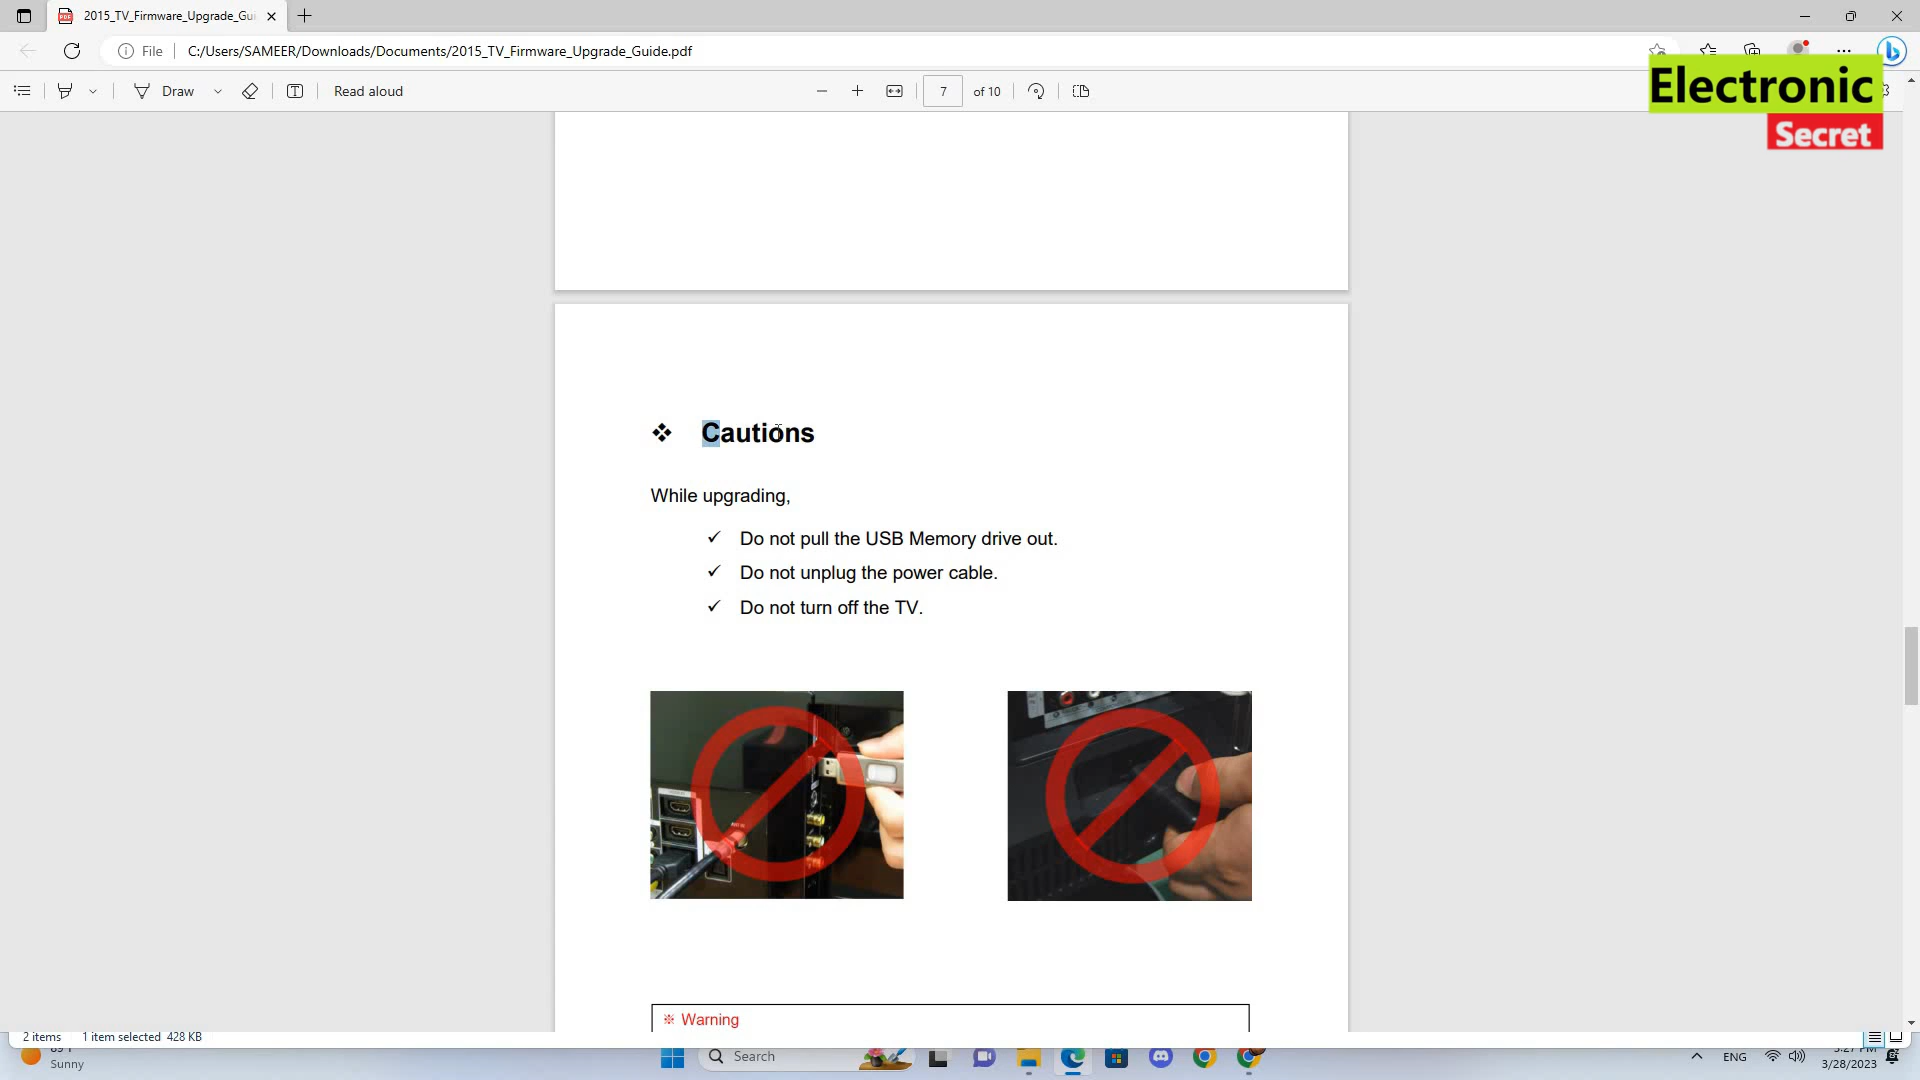 2015_TV_Firmware_Upgrade_Gui
File
C:/Users/SAMEER/Downloads/Documents/2015_TV_Firmware_Upgrade_Guide.pdf
Draw
Read aloud
7 of 10
Electronic
Secret
❖ Cautions
While upgrading,
✓ Do not pull the USB Memory drive out.
✓ Do not unplug the power cable.
✓ Do not turn off the TV.
※ Warning
2 items 1 item selected 428 KB
Sunny
Search
ENG
3/28/2023